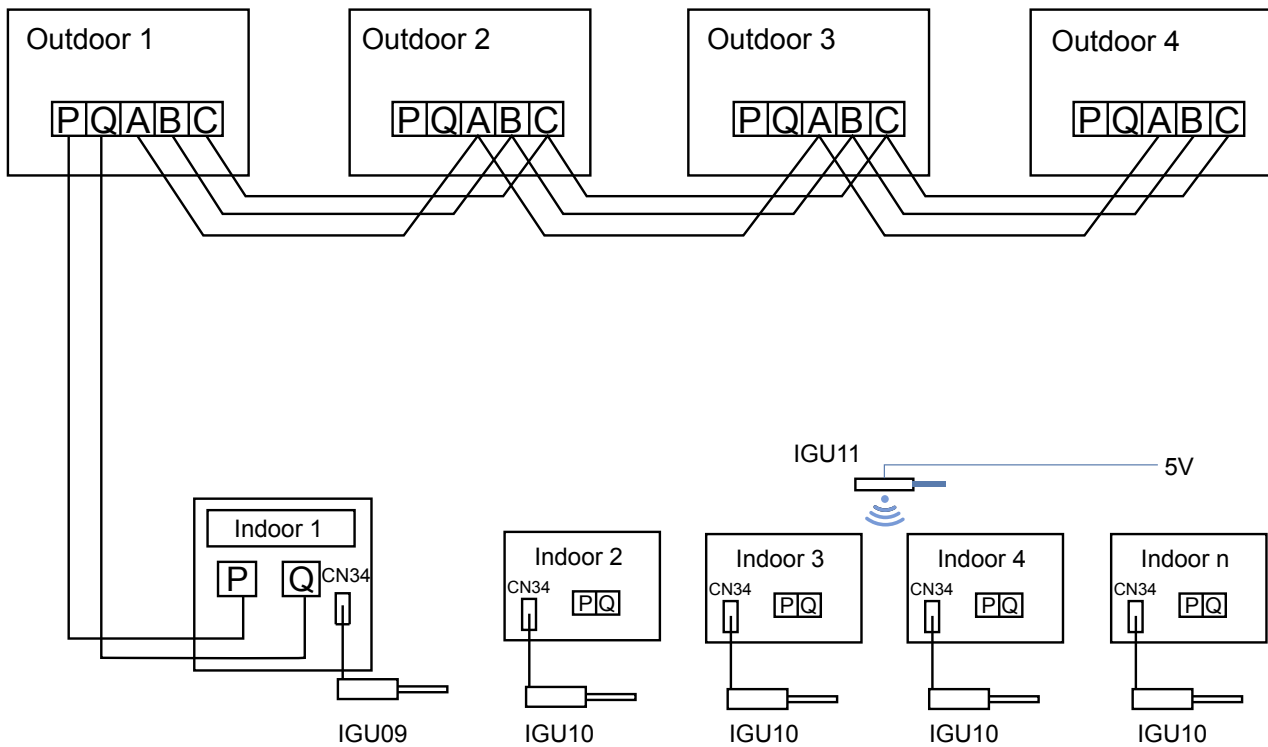 Outdoor 1
Outdoor 2
Outdoor 3
Outdoor 4
P Q A B C
P Q A B C
P Q A B C
P Q A B C
IGU11
5V
Indoor 1
P
Q
CN34
Indoor 2
CN34
P Q
Indoor 3
CN34
P Q
Indoor 4
CN34
P Q
Indoor n
CN34
P Q
IGU09
IGU10
IGU10
IGU10
IGU10